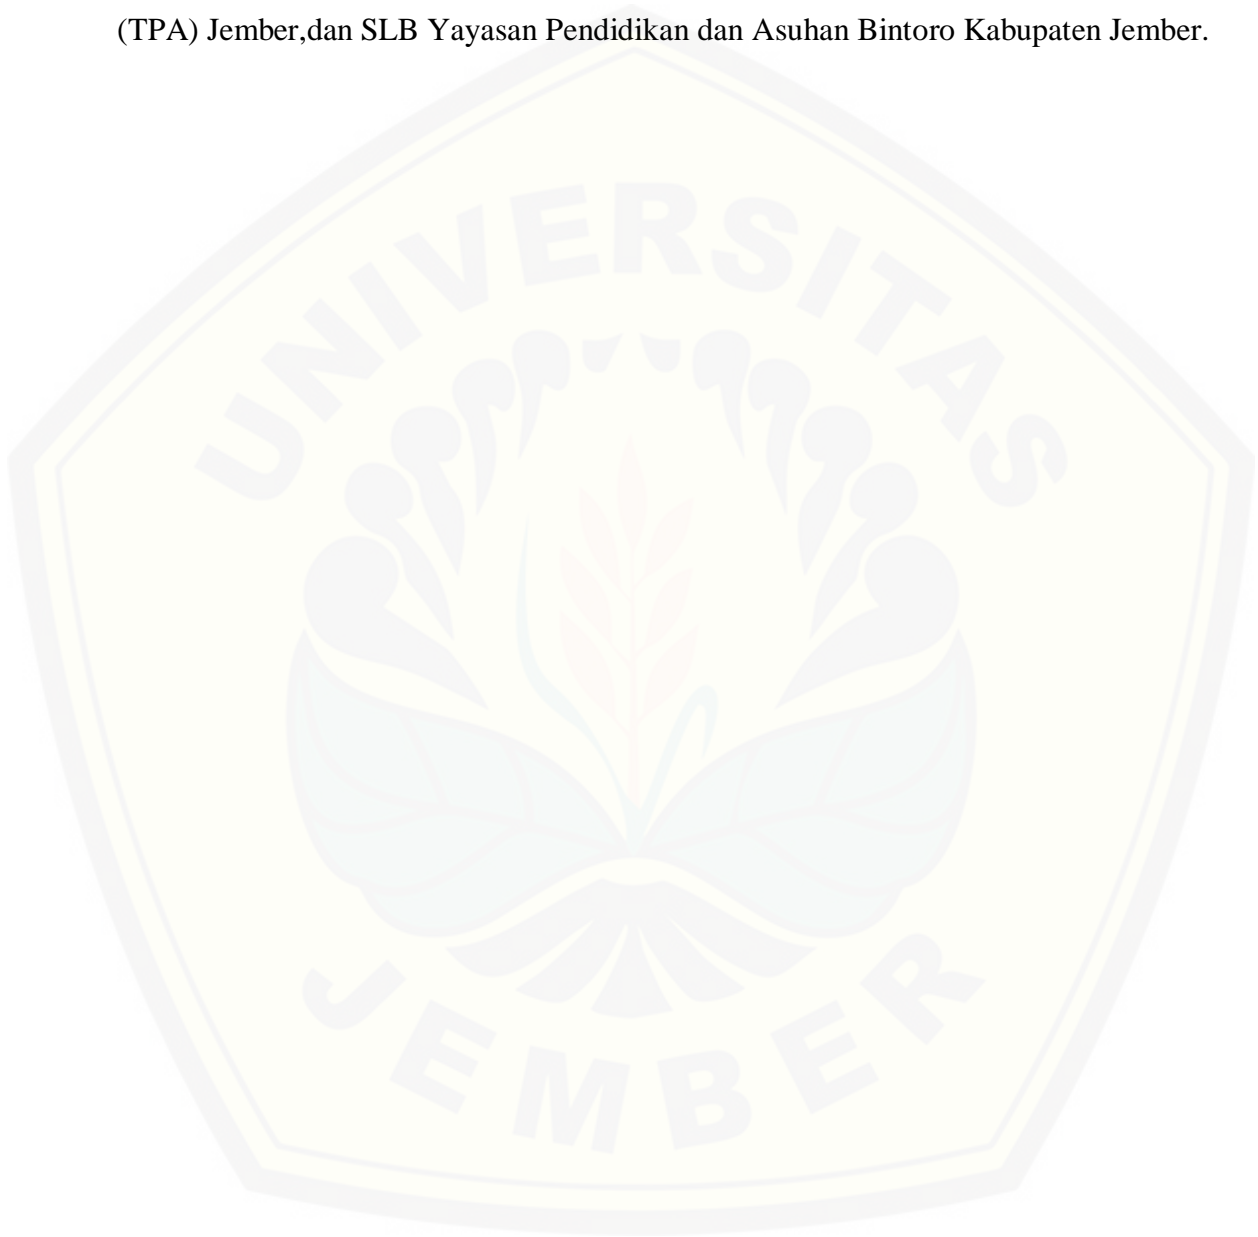 (TPA) Jember,dan SLB Yayasan Pendidikan dan Asuhan Bintoro Kabupaten Jember.
UNIVERSITAS
JEMBER